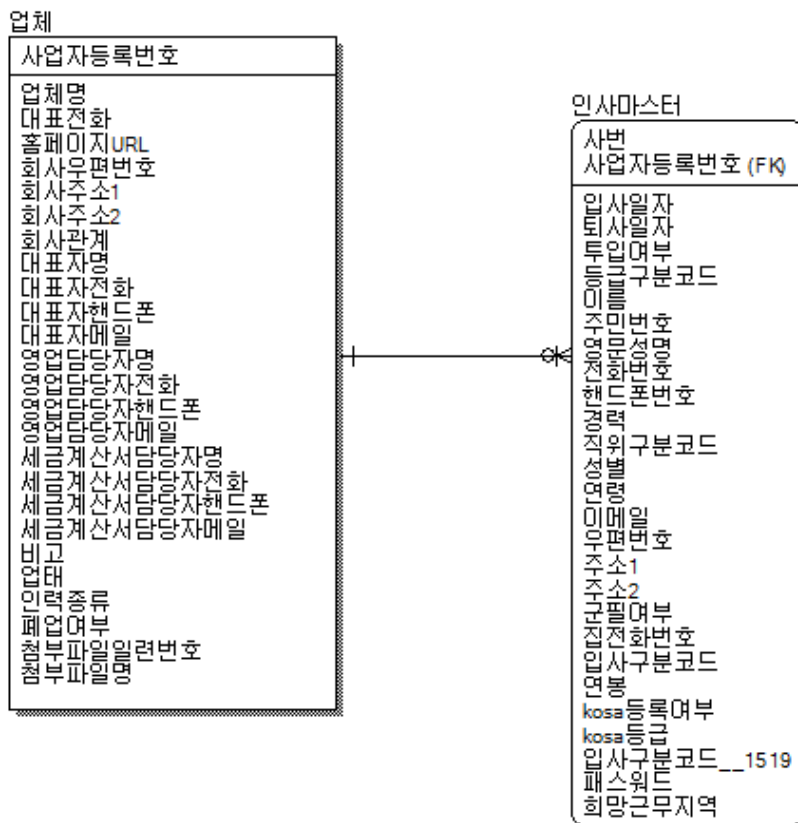 업체
사업자등록번호
업체명
대표전화
홈페이지URL
회사우편번호
회사주소1
회사주소2
회사관계
대표자명
대표자전화
대표자핸드폰
대표자메일
영업담당자명
영업담당자전화
영업담당자핸드폰
영업담당자메일
세금계산서담당자명
세금계산서담당자전화
세금계산서담당자핸드폰
세금계산서담당자메일
비고
업태
인력종류
폐업여부
첨부파일일련번호
첨부파일명
인사마스터
사번
사업자등록번호 (FK)
입사일자
퇴사일자
투입여부
등급구분코드
이름
주민번호
영문성명
전화번호
핸드폰번호
경력
직위구분코드
성별
연령
이메일
우편번호
주소1
주소2
군필여부
집전화번호
입사구분코드
연봉
kosa등록여부
kosa등급
입사구분코드__1519
패스워드
희망근무지역